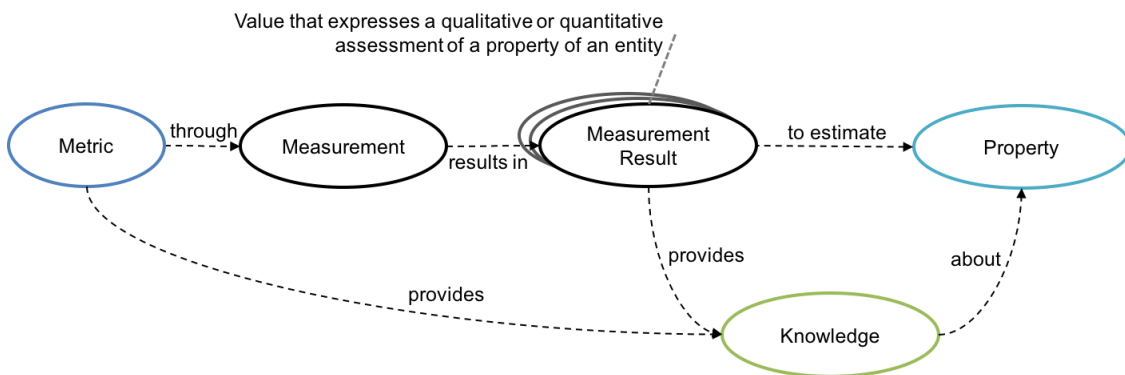 Value that expresses a qualitative or quantitative
assessment of a property of an entity
Metric
through
Measurement
results in
Measurement
Result
to estimate
Property
provides
provides
about
Knowledge